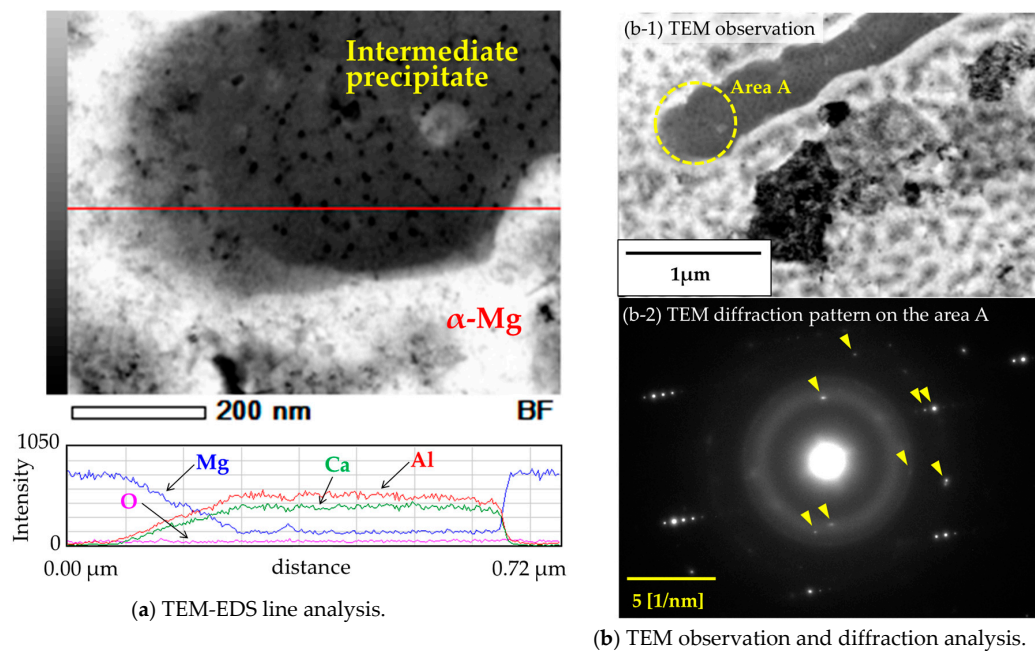 Intermediate
precipitate
α-Mg
200 nm
BF
1050
Intensity
0
Mg
O
Ca
Al
0.00 μm
distance
0.72 μm
(a) TEM-EDS line analysis.
(b-1) TEM observation
Area A
1μm
(b-2) TEM diffraction pattern on the area A
5 [1/nm]
(b) TEM observation and diffraction analysis.